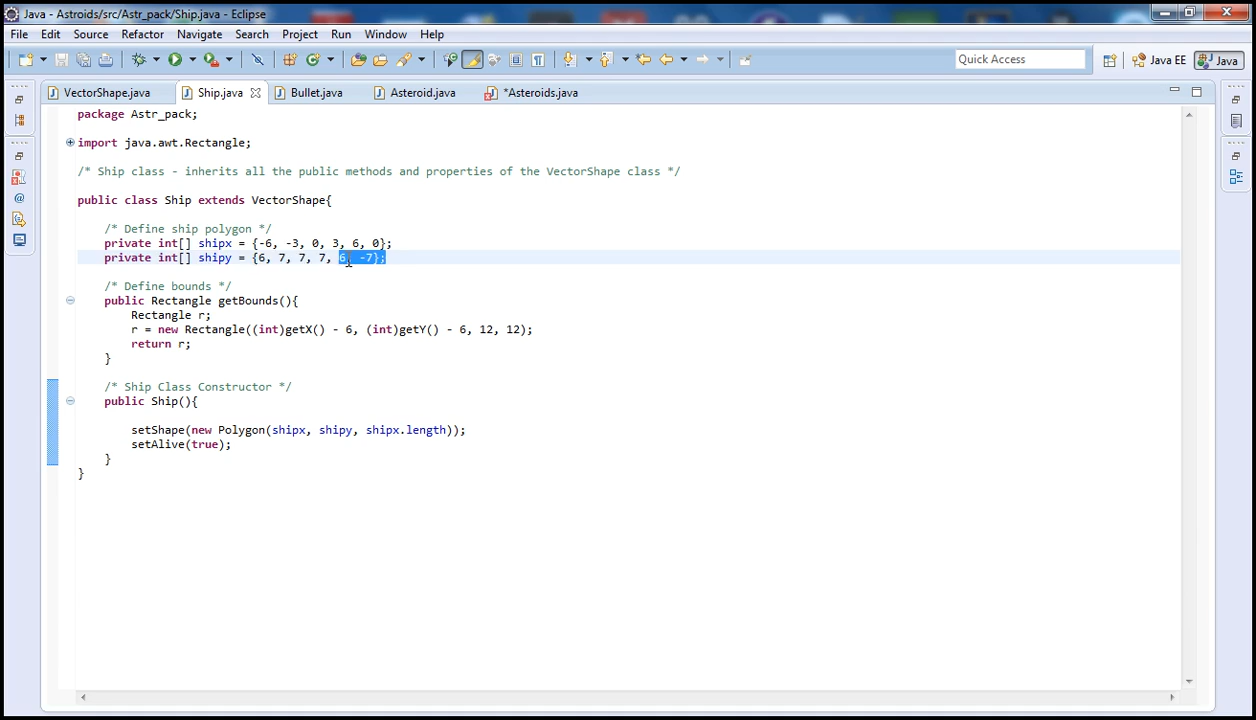 Java - Astroids/src/Astr_pack/Ship.java - Eclipse
File Edit Source Refactor Navigate Search Project Run Window Help
Quick Access Java EE Java
VectorShape.java Ship.java Bullet.java Asteroid.java *Asteroids.java
package Astr_pack;
import java.awt.Rectangle;
/* Ship class - inherits all the public methods and properties of the VectorShape class */
public class Ship extends VectorShape{
/* Define ship polygon */
private int[] shipx = {-6, -3, 0, 3, 6, 0};
private int[] shipy = {6, 7, 7, 7, 6, -7};
/* Define bounds */
public Rectangle getBounds(){
Rectangle r;
r = new Rectangle((int)getX() - 6, (int)getY() - 6, 12, 12);
return r;
}
/* Ship Class Constructor */
public Ship(){
setShape(new Polygon(shipx, shipy, shipx.length));
setAlive(true);
}
}